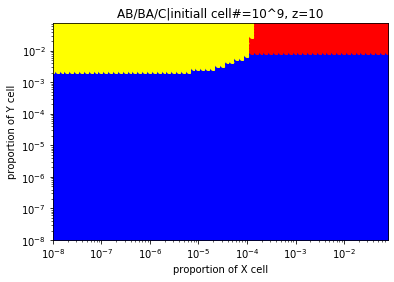 AB/BA/C|initiall cell#=10^9, z=10
proportion of Y cell
10⁻²
10⁻³
10⁻⁴
10⁻⁵
10⁻⁶
10⁻⁷
10⁻⁸
10⁻⁸ 10⁻⁷ 10⁻⁶ 10⁻⁵ 10⁻⁴ 10⁻³ 10⁻²
proportion of X cell